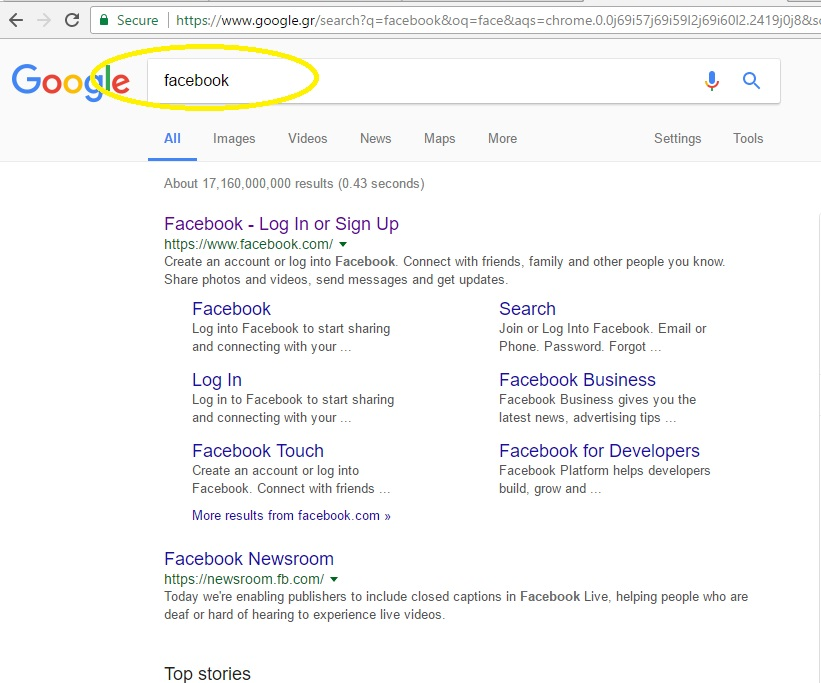 Secure https://www.google.gr/search?q=facebook&oq=face&aqs=chrome.0.0j69i57j69i59l2j69i60l2.2419j0j8&
Google facebook
All Images Videos News Maps More Settings Tools
About 17,160,000,000 results (0.43 seconds)
Facebook - Log In or Sign Up
https://www.facebook.com/
Create an account or log into Facebook. Connect with friends, family and other people you know.
Share photos and videos, send messages and get updates.
Facebook
Log into Facebook to start sharing
and connecting with your ...
Search
Join or Log Into Facebook. Email or
Phone. Password. Forgot ...
Log In
Log in to Facebook to start sharing
and connecting with your ...
Facebook Business
Facebook Business gives you the
latest news, advertising tips ...
Facebook Touch
Create an account or log into
Facebook. Connect with friends ...
Facebook for Developers
Facebook Platform helps developers
build, grow and ...
More results from facebook.com »
Facebook Newsroom
https://newsroom.fb.com/
Today we're enabling publishers to include closed captions in Facebook Live, helping people who are
deaf or hard of hearing to experience live videos.
Top stories